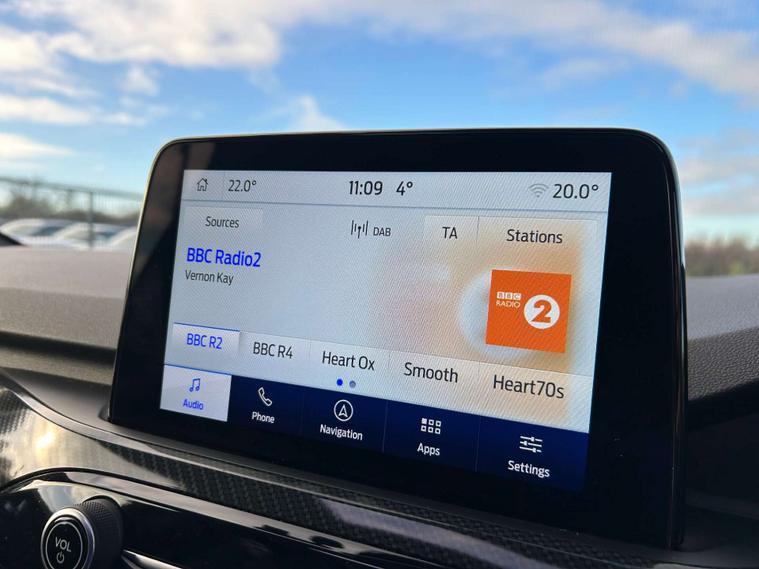 22.0° 11:09 4° 20.0°
Sources DAB TA Stations
BBC Radio2
Vernon Kay
BBC
RADIO 2
BBC R2 BBC R4 Heart Ox Smooth Heart70s
Audio Phone Navigation Apps Settings
VOL